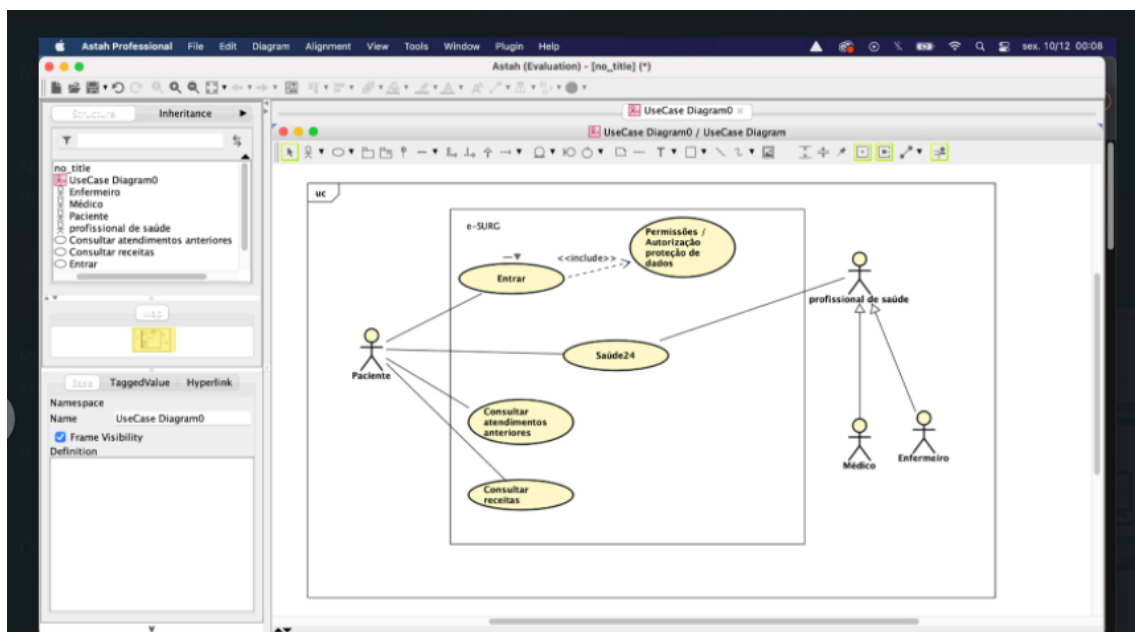 Astah Professional File Edit Diagram Alignment View Tools Window Plugin Help sex. 10/12 00:08
Astah (Evaluation) - [no_title] (*)
Structure Inheritance
no_title
UseCase Diagram0
Enfermeiro
Médico
Paciente
profissional de saúde
Consultar atendimentos anteriores
Consultar receitas
Entrar
Map
Base TaggedValue Hyperlink
Namespace
Name UseCase Diagram0
Frame Visibility
Definition
UseCase Diagram0
UseCase Diagram0 / UseCase Diagram
uc
e-SURG
Permissões /
Autorização
proteção de
dados
<<include>>
Entrar
profissional de saúde
Saúde24
Paciente
Consultar
atendimentos
anteriores
Médico
Enfermeiro
Consultar
receitas